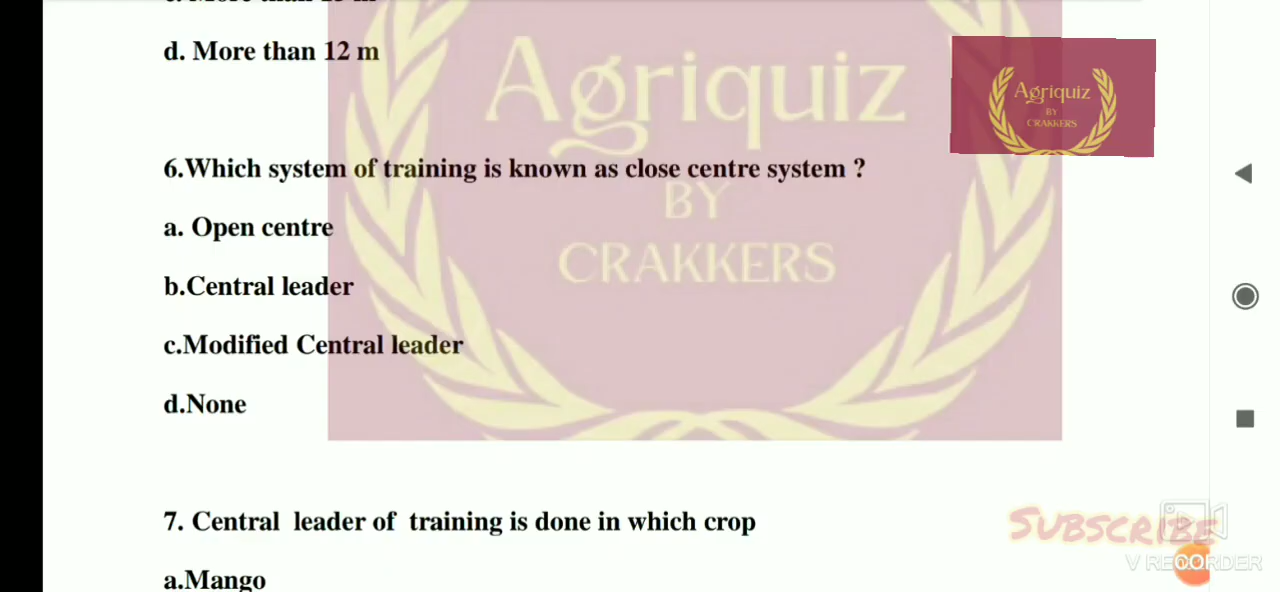 d. More than 12 m
Agriquiz
BY
CRAKKERS
Agriquiz
BY
CRAKKERS
6.Which system of training is known as close centre system ?
a. Open centre
b.Central leader
c.Modified Central leader
d.None
7. Central leader of training is done in which crop
a.Mango
SUBSCRIBE
V RECORDER